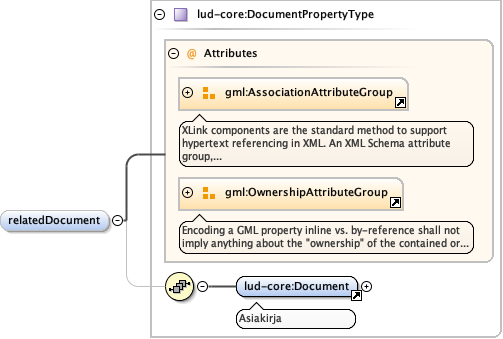 lud-core:DocumentPropertyType
@ Attributes
gml:AssociationAttributeGroup
XLink components are the standard method to support
hypertext referencing in XML. An XML Schema attribute
group,...
gml:OwnershipAttributeGroup
Encoding a GML property inline vs. by-reference shall not
imply anything about the "ownership" of the contained or...
relatedDocument
lud-core:Document
Asiakirja